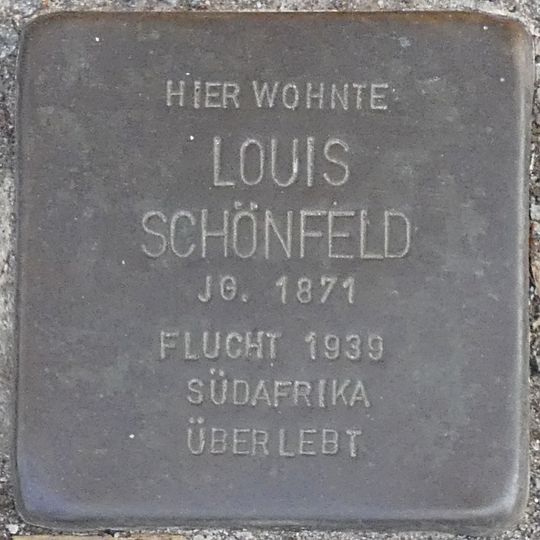 HIER WOHNTE
LOUIS
SCHÖNFELD
JG. 1871
FLUCHT 1939
SÜDAFRIKA
ÜBERLEBT